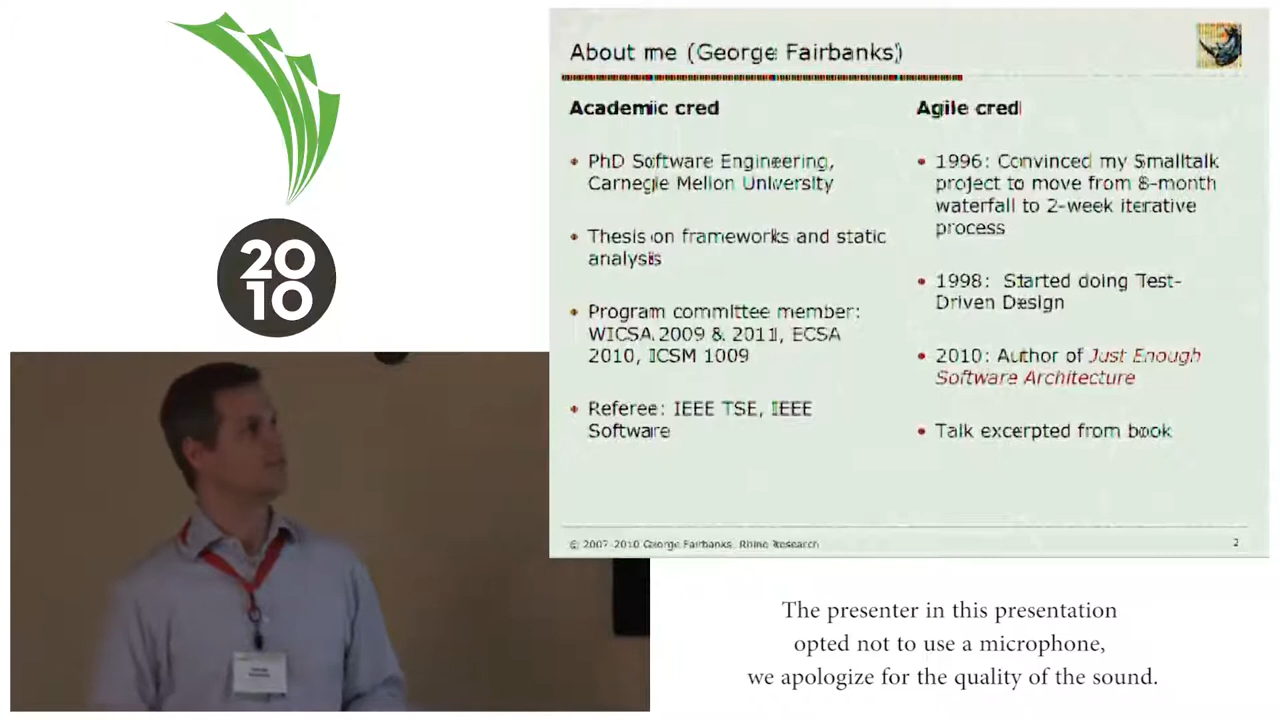 20
10
About me (George Fairbanks)
Academic cred
PhD Software Engineering,
Carnegie Mellon University
Thesis on frameworks and static
analysis
Program committee member:
WICSA 2009 & 2011, ECSA
2010, ICSM 1009
Referee: IEEE TSE, IEEE
Software
Agile cred
1996: Convinced my Smalltalk
project to move from 8-month
waterfall to 2-week iterative
process
1998: Started doing Test-
Driven Design
2010: Author of Just Enough
Software Architecture
Talk excerpted from book
© 2007-2010 George Fairbanks, Rhino Research
2
The presenter in this presentation
opted not to use a microphone,
we apologize for the quality of the sound.